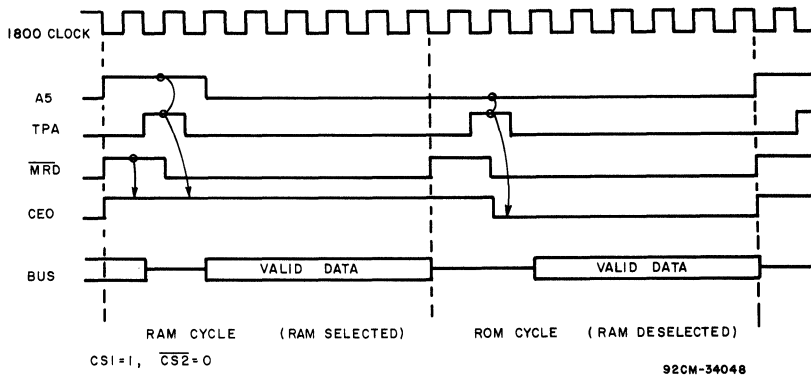 1800 CLOCK
A5
TPA
MRD
CEO
BUS
VALID DATA
VALID DATA
RAM CYCLE (RAM SELECTED)
ROM CYCLE (RAM DESELECTED)
CS1=1, CS2=0
92CM-34048